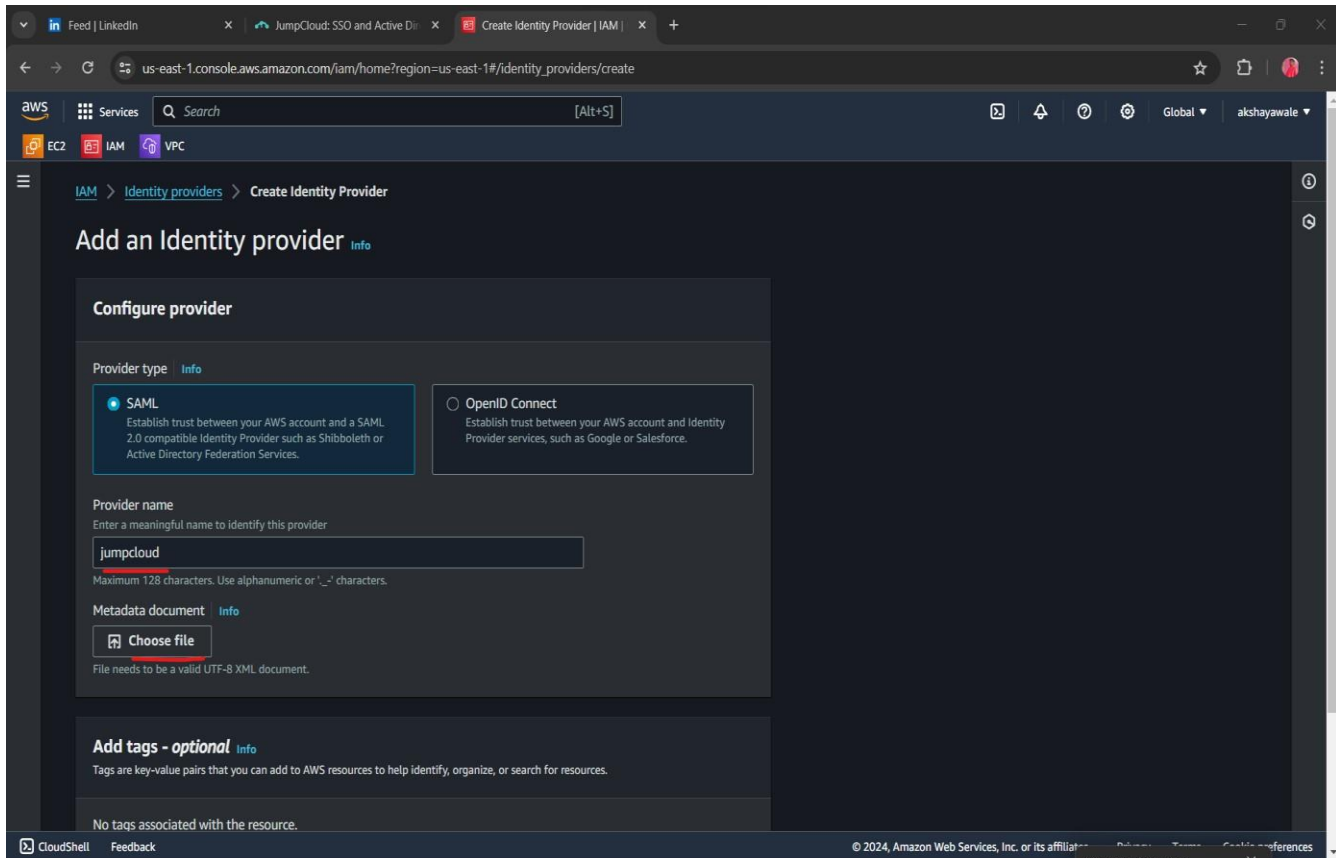 Feed | LinkedIn
JumpCloud: SSO and Active Di
Create Identity Provider | IAM |
us-east-1.console.aws.amazon.com/iam/home?region=us-east-1#/identity_providers/create
aws Services Search [Alt+S] Global akshayawale
EC2 IAM VPC
IAM > Identity providers > Create Identity Provider
Add an Identity provider Info
Configure provider
Provider type Info
SAML
Establish trust between your AWS account and a SAML
2.0 compatible Identity Provider such as Shibboleth or
Active Directory Federation Services.
OpenID Connect
Establish trust between your AWS account and Identity
Provider services, such as Google or Salesforce.
Provider name
Enter a meaningful name to identify this provider
jumpcloud
Maximum 128 characters. Use alphanumeric or '._-' characters.
Metadata document Info
Choose file
File needs to be a valid UTF-8 XML document.
Add tags - optional Info
Tags are key-value pairs that you can add to AWS resources to help identify, organize, or search for resources.
No tags associated with the resource.
CloudShell Feedback © 2024, Amazon Web Services, Inc. or its